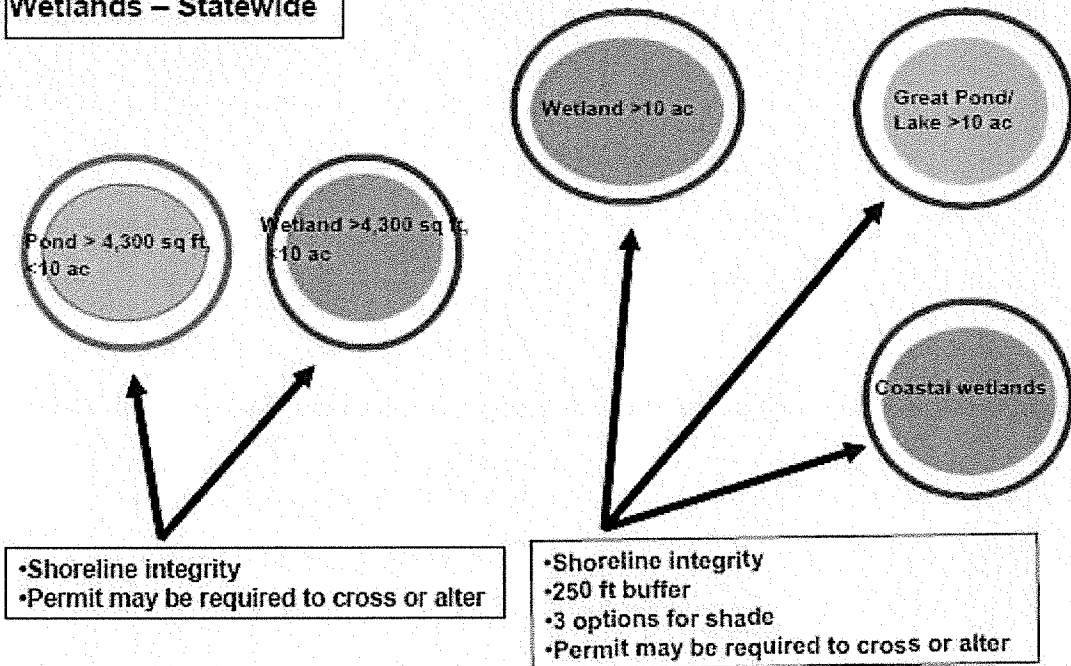 Wetlands – Statewide
Wetland >10 ac
Great Pond/
Lake >10 ac
Pond > 4,300 sq ft,
<10 ac
Wetland >4,300 sq ft,
<10 ac
Coastal wetlands
•Shoreline integrity
•Permit may be required to cross or alter
•Shoreline integrity
•250 ft buffer
•3 options for shade
•Permit may be required to cross or alter